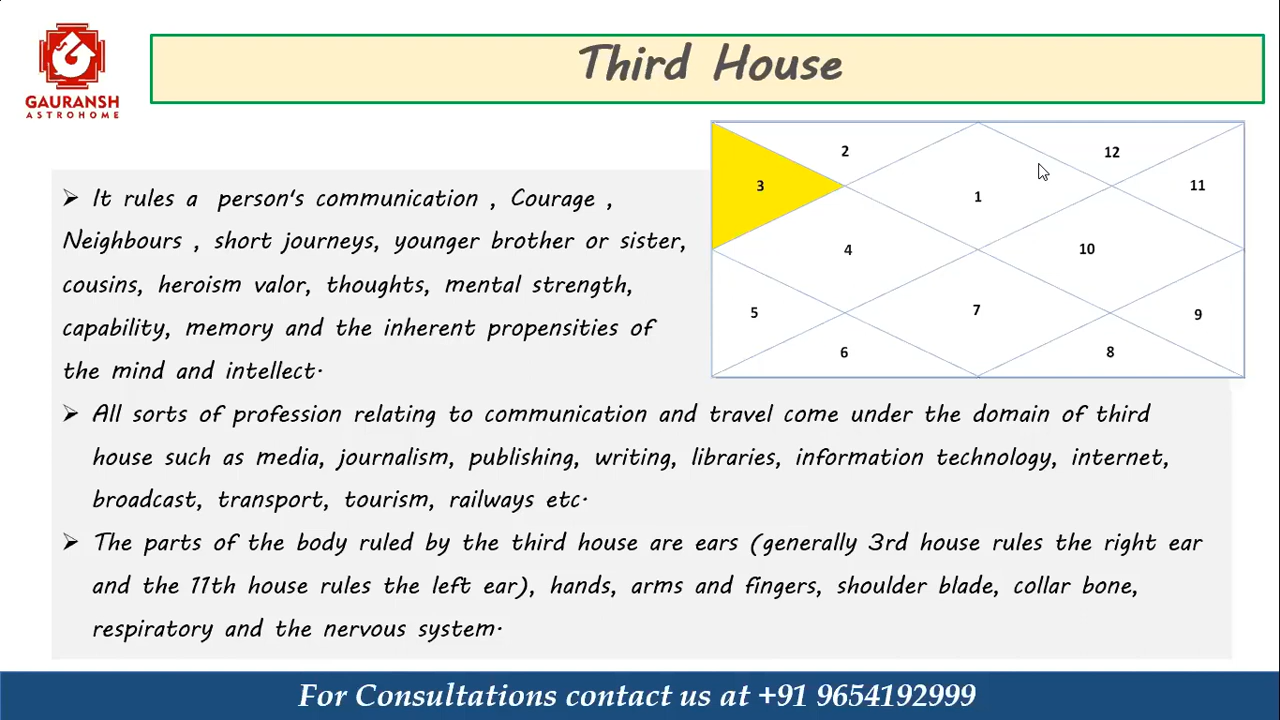 Third House
GAURANSH
ASTROHOME
2
12
3
11
1
4
10
5
7
9
6
8
➢ It rules a person's communication , Courage ,
Neighbours , short journeys, younger brother or sister,
cousins, heroism valor, thoughts, mental strength,
capability, memory and the inherent propensities of
the mind and intellect.
➢ All sorts of profession relating to communication and travel come under the domain of third
house such as media, journalism, publishing, writing, libraries, information technology, internet,
broadcast, transport, tourism, railways etc.
➢ The parts of the body ruled by the third house are ears (generally 3rd house rules the right ear
and the 11th house rules the left ear), hands, arms and fingers, shoulder blade, collar bone,
respiratory and the nervous system.
For Consultations contact us at +91 9654192999